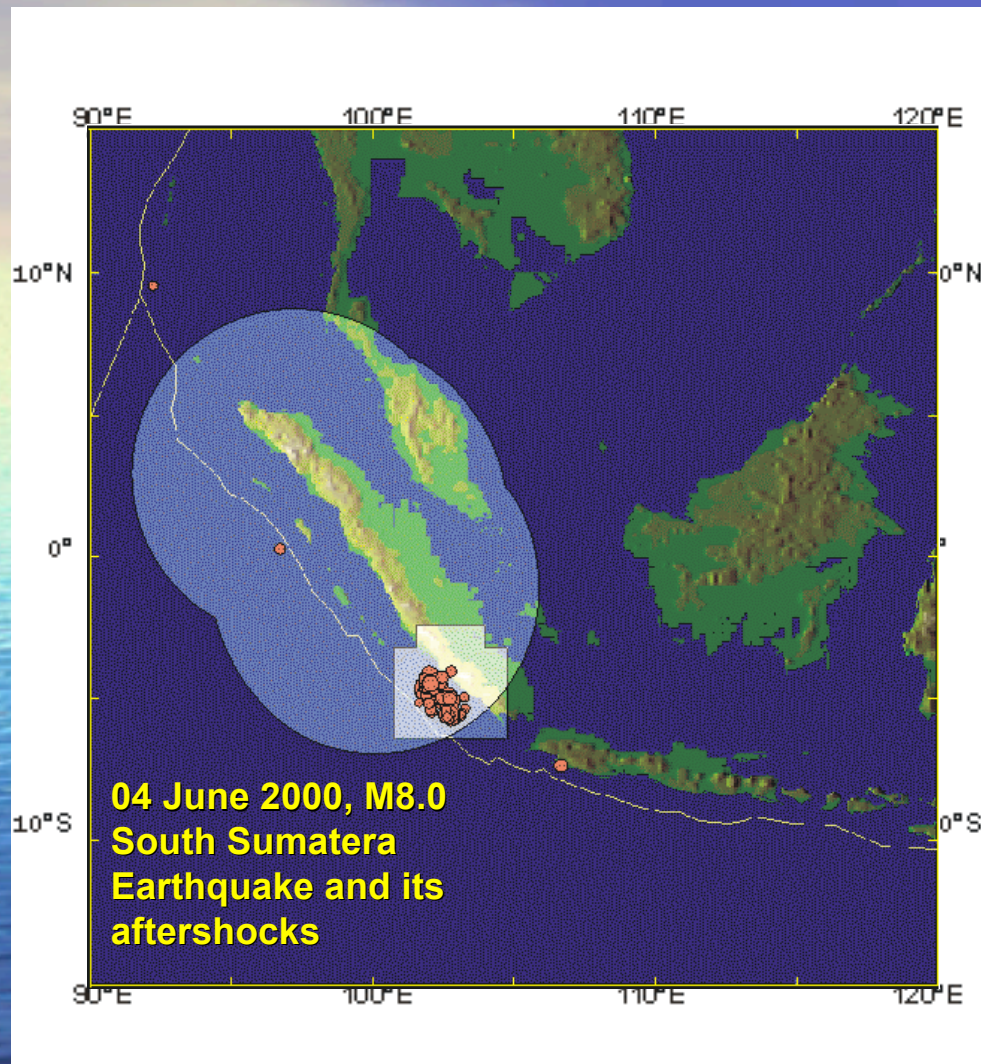 90°E 100°E 110°E 120°E
10°N 0°N
0° °
04 June 2000, M8.0
South Sumatera
10°S 0°S
Earthquake and its
aftershocks
90°E 100°E 110°E 120°E